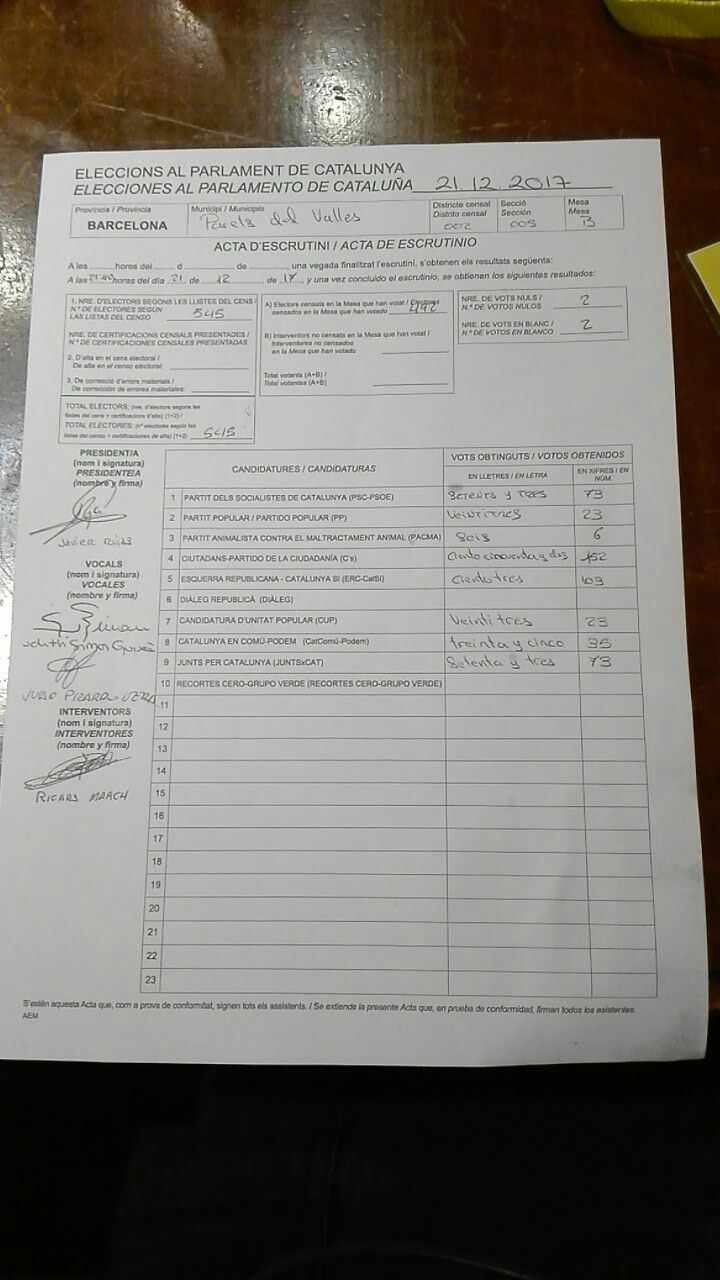 ELECCIONS AL PARLAMENT DE CATALUNYA
ELECCIONES AL PARLAMENTO DE CATALUÑA 21.12.2017
Província / Provincia
BARCELONA
Municipi / Municipio
del Valles
Districte censal
Distrito censal
002
Secció
Sección
005
Mesa
Mesa
B
ACTA D'ESCRUTINI / ACTA DE ESCRUTINIO
A les ........hores del ...... d ................ de ................, una vegada finalitzat l'escrutini, s'obtenen els resultats següents:
A las horas del día 21 de 12 de 17, y una vez concluido el escrutinio, se obtienen los siguientes resultados:
1. NRE. D'ELECTORS SEGONS LES LLISTES DEL CENS /
N.º DE ELECTORES SEGÚN
LAS LISTAS DEL CENSO 545
NRE. DE CERTIFICACIONS CENSALS PRESENTADES /
N.º DE CERTIFICACIONES CENSALES PRESENTADAS
2. D'alta en el cens electoral /
De alta en el censo electoral:
3. De correcció d'errors materials /
De corrección de errores materiales:
TOTAL ELECTORS: (nre. d'electors segons les
llistes del cens + certificacions d'alta) (1+2) /
TOTAL ELECTORES: (nº electores según las
listas del censo + certificaciones de alta) (1+2) 545
A) Electors censats en la Mesa que han votat / Electores
censados en la Mesa que han votado 492
B) Interventors no censats en la Mesa que han votat /
Interventores no censados
en la Mesa que han votado
Total votants (A+B) /
Total votantes (A+B)
NRE. DE VOTS NULS /
N.º DE VOTOS NULOS 2
NRE. DE VOTS EN BLANC /
N.º DE VOTOS EN BLANCO 2
PRESIDENT/A
(nom i signatura)
PRESIDENTE/A
(nombre y firma)
JAVIER ROJAS
VOCALS
(nom i signatura)
VOCALES
(nombre y firma)
INTERVENTORS
(nom i signatura)
INTERVENTORES
(nombre y firma)
RICARD MARCH
CANDIDATURES / CANDIDATURAS
VOTS OBTINGUTS / VOTOS OBTENIDOS
EN LLETRES / EN LETRA
EN XIFRES / EN NÚM.
1 PARTIT DELS SOCIALISTES DE CATALUNYA (PSC-PSOE) setenta y tres 73
2 PARTIT POPULAR / PARTIDO POPULAR (PP) Veintitres 23
3 PARTIT ANIMALISTA CONTRA EL MALTRACTAMENT ANIMAL (PACMA) Seis 6
4 CIUTADANS-PARTIDO DE LA CIUDADANÍA (C's) Ciento cincuenta y dos 152
5 ESQUERRA REPUBLICANA - CATALUNYA SÍ (ERC-CatSí) Ciento tres 103
6 DIÀLEG REPUBLICÀ (DIÀLEG)
7 CANDIDATURA D'UNITAT POPULAR (CUP) Veinti tres 23
8 CATALUNYA EN COMÚ-PODEM (CatComú-Podem) treinta y cinco 35
9 JUNTS PER CATALUNYA (JUNTSxCAT) Setenta y tres 73
10 RECORTES CERO-GRUPO VERDE (RECORTES CERO-GRUPO VERDE)
11
12
13
14
15
16
17
18
19
20
21
22
23
S'estén aquesta Acta que, com a prova de conformitat, signen tots els assistents. / Se extiende la presente Acta que, en prueba de conformidad, firman todos los asistentes.
AEM